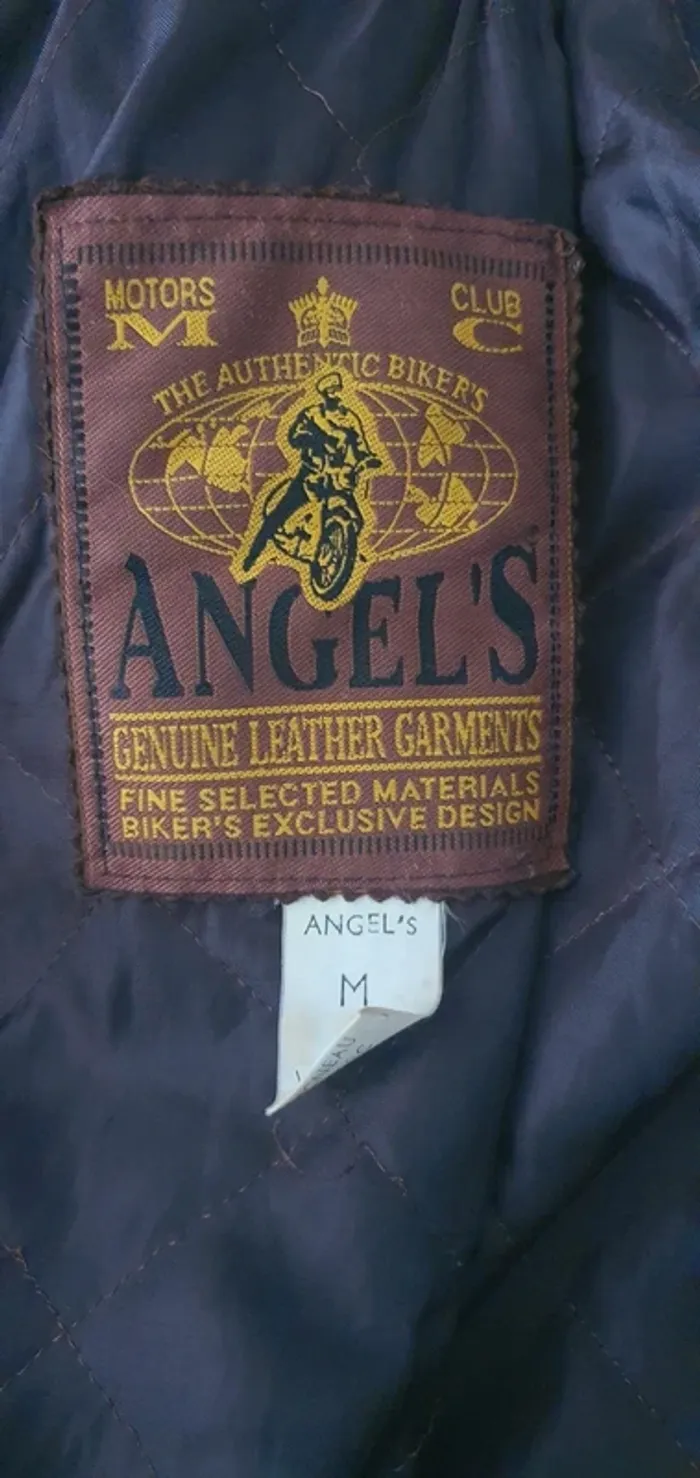 MOTORS CLUB
M C
THE AUTHENTIC BIKER'S
ANGEL'S
GENUINE LEATHER GARMENTS
FINE SELECTED MATERIALS
BIKER'S EXCLUSIVE DESIGN
ANGEL'S
M